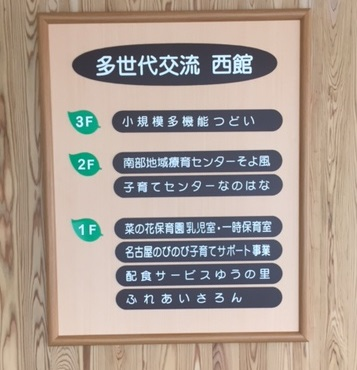 多世代交流 西館
3F 小規模多機能つどい
2F 南部地域療育センターそよ風
子育てセンターなのはな
1F 菜の花保育園乳児室・一時保育室
名古屋のびのび子育てサポート事業
配食サービスゆうの里
ふれあいさろん